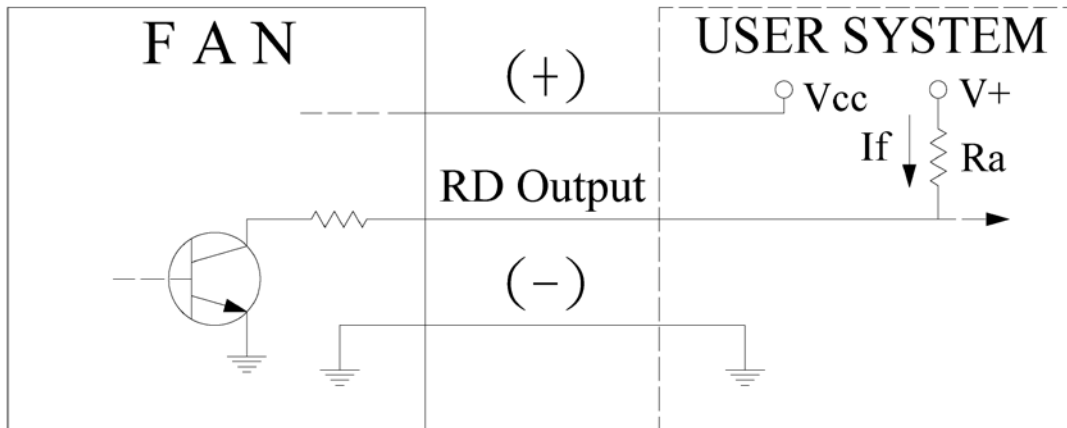 F A N
USER SYSTEM
(+)
Vcc
V+
If
Ra
RD Output
(-)